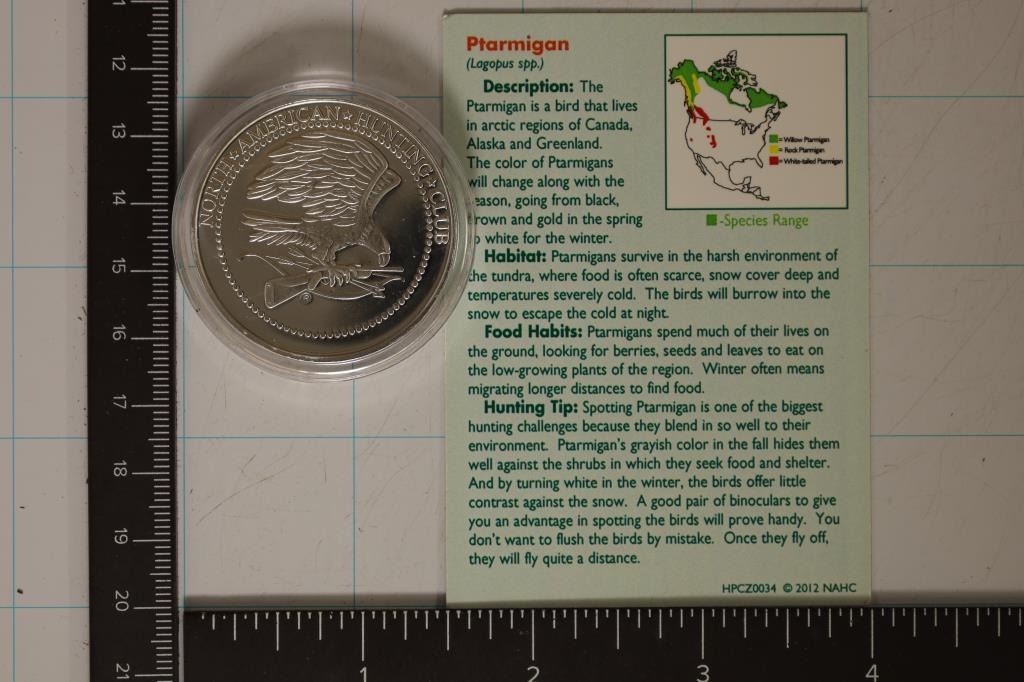 NORTH★AMERICAN★HUNTING★CLUB
®
Ptarmigan
(Lagopus spp.)
Description: The
Ptarmigan is a bird that lives
in arctic regions of Canada,
Alaska and Greenland.
The color of Ptarmigans
will change along with the
eason, going from black,
rown and gold in the spring
o white for the winter.
=Willow Ptarmigan
=Rock Ptarmigan
=White-tailed Ptarmigan
-Species Range
Habitat: Ptarmigans survive in the harsh environment of
the tundra, where food is often scarce, snow cover deep and
temperatures severely cold. The birds will burrow into the
snow to escape the cold at night.
Food Habits: Ptarmigans spend much of their lives on
the ground, looking for berries, seeds and leaves to eat on
the low-growing plants of the region. Winter often means
migrating longer distances to find food.
Hunting Tip: Spotting Ptarmigan is one of the biggest
hunting challenges because they blend in so well to their
environment. Ptarmigan's grayish color in the fall hides them
well against the shrubs in which they seek food and shelter.
And by turning white in the winter, the birds offer little
contrast against the snow. A good pair of binoculars to give
you an advantage in spotting the birds will prove handy. You
don't want to flush the birds by mistake. Once they fly off,
they will fly quite a distance.
HPCZ0034 © 2012 NAHC
12
13
14
15
16
17
18
19
20
21
1 2 3 4